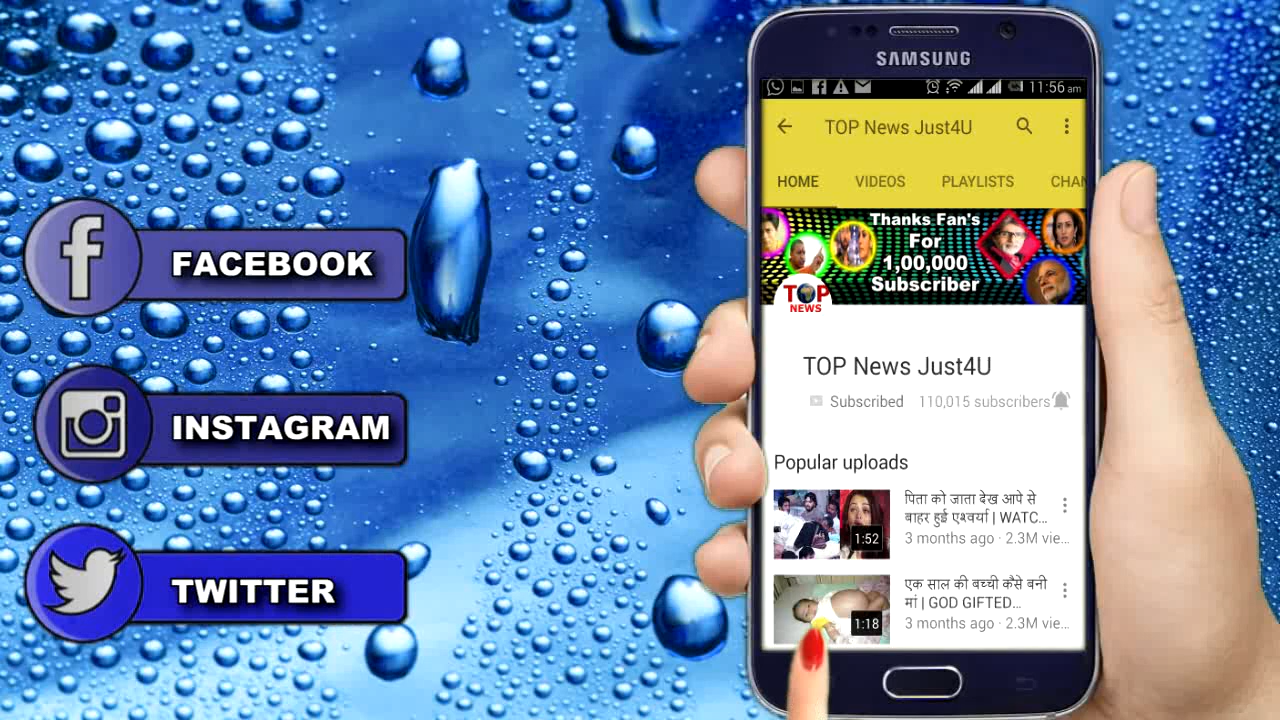 FACEBOOK
INSTAGRAM
TWITTER
SAMSUNG
11:56 am
TOP News Just4U
HOME VIDEOS PLAYLISTS CHAN
Thanks Fan's
For
1,00,000
Subscriber
TOP
NEWS
TOP News Just4U
Subscribed 110,015 subscribers
Popular uploads
पिता को जाता देख आपे से
बाहर हुई एश्वर्या | WATC...
3 months ago · 2.3M vie...
1:52
एक साल की बच्ची कैसे बनी
मां | GOD GIFTED...
3 months ago · 2.3M vie...
1:18